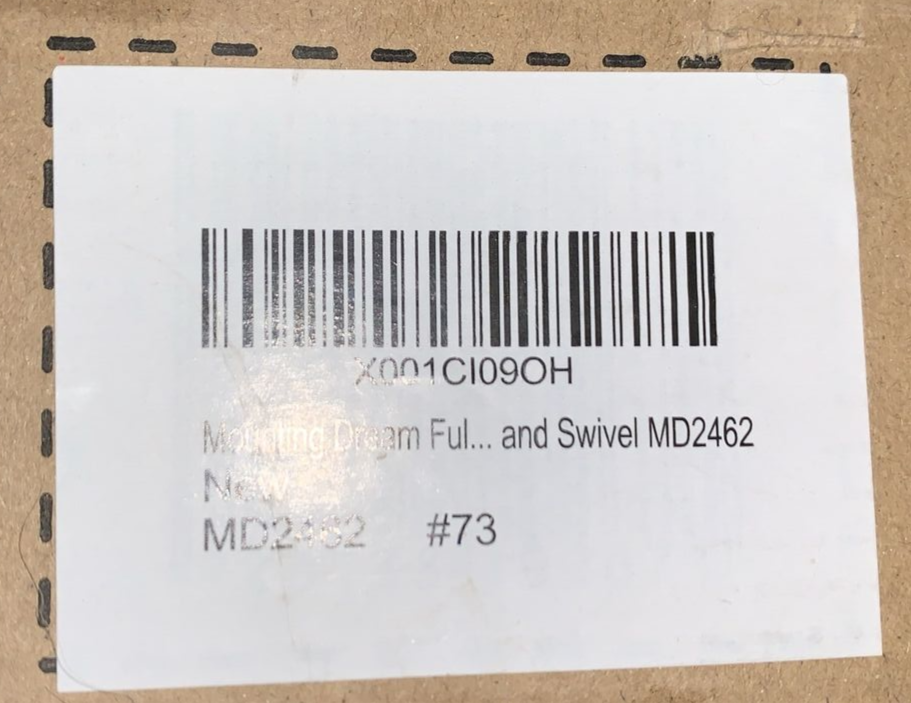 X001CI09OH
Mounting Dream Ful... and Swivel MD2462
New
MD2462 #73